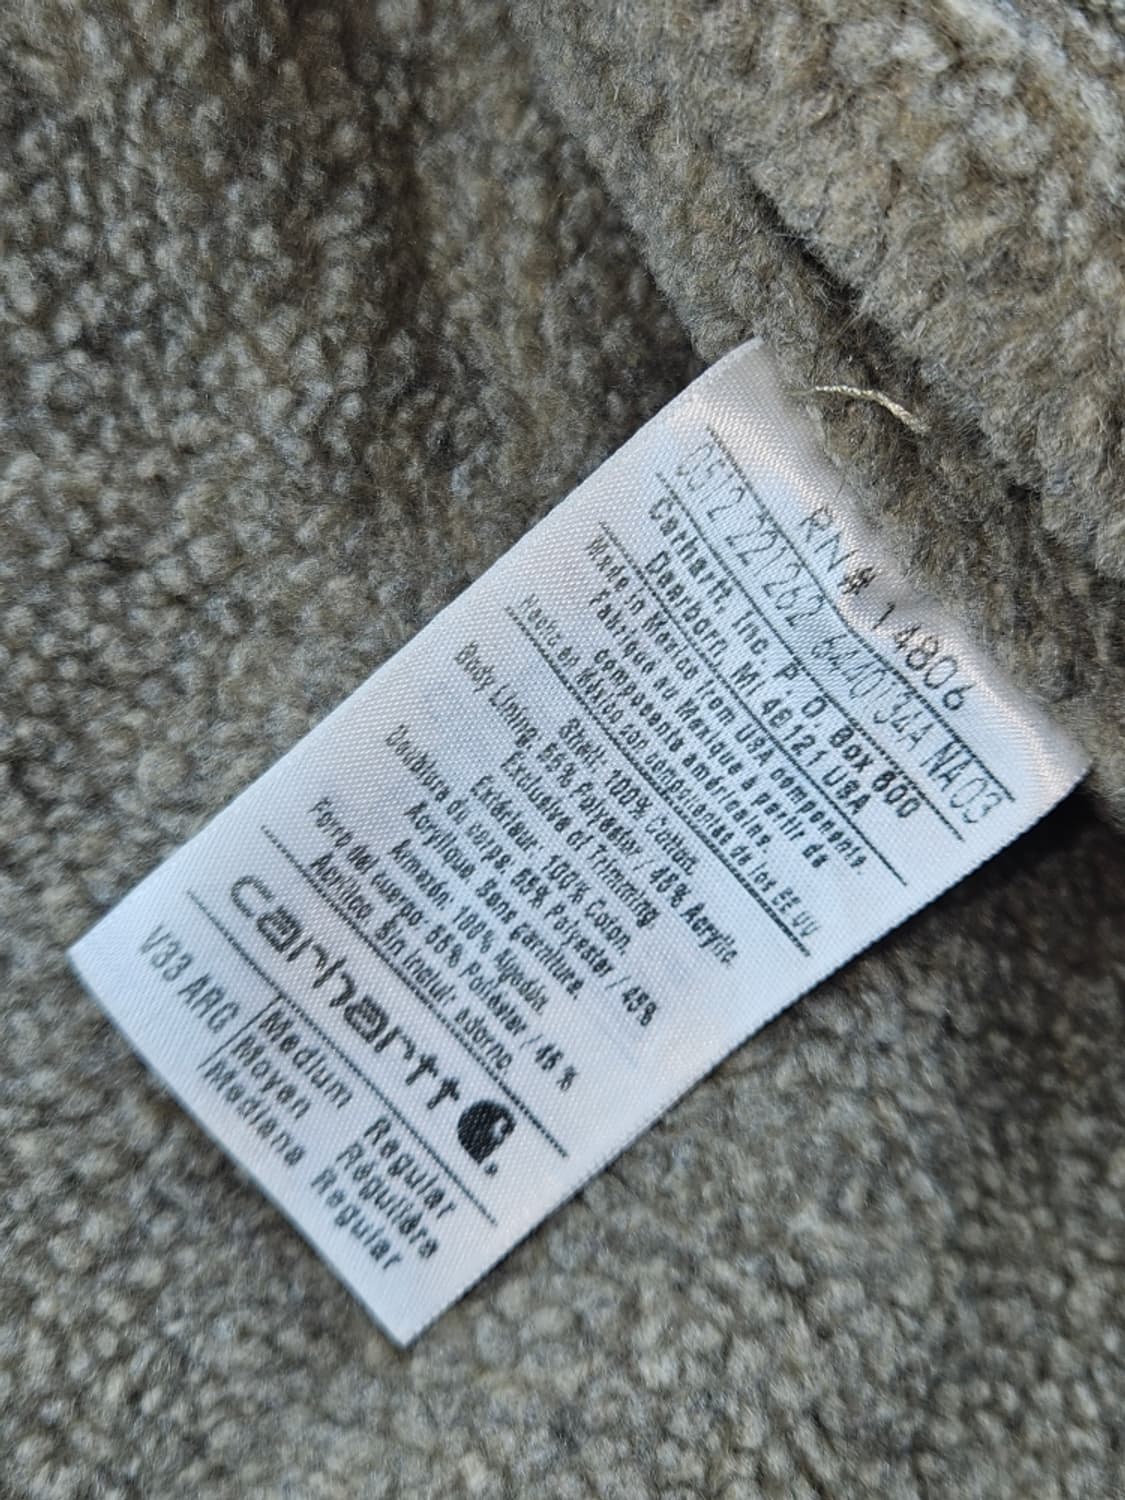 RN# 14806
0512 221 262 6440134A NA03
Carhartt, Inc. P.O. Box 600
Dearborn, MI 48121 USA
Made in Mexico from USA components.
Fabriqué au Mexique à partir de
composants américains.
Hecho en México con componentes de los EE UU
Shell: 100% Cotton.
Body Lining: 55% Polyester / 45% Acrylic.
Exclusive of Trimming
Extérieur: 100% Coton.
Doublure du corps: 55% Polyester / 45%
Acrylique Sans garniture.
Armazón: 100% Algodón.
Forro del cuerpo: 55% Poliéster / 45 %
Acrílico Sin incluir adorno.
carhartt
V33 ARG Medium Regular
Moyen Régulière
Mediano Regular